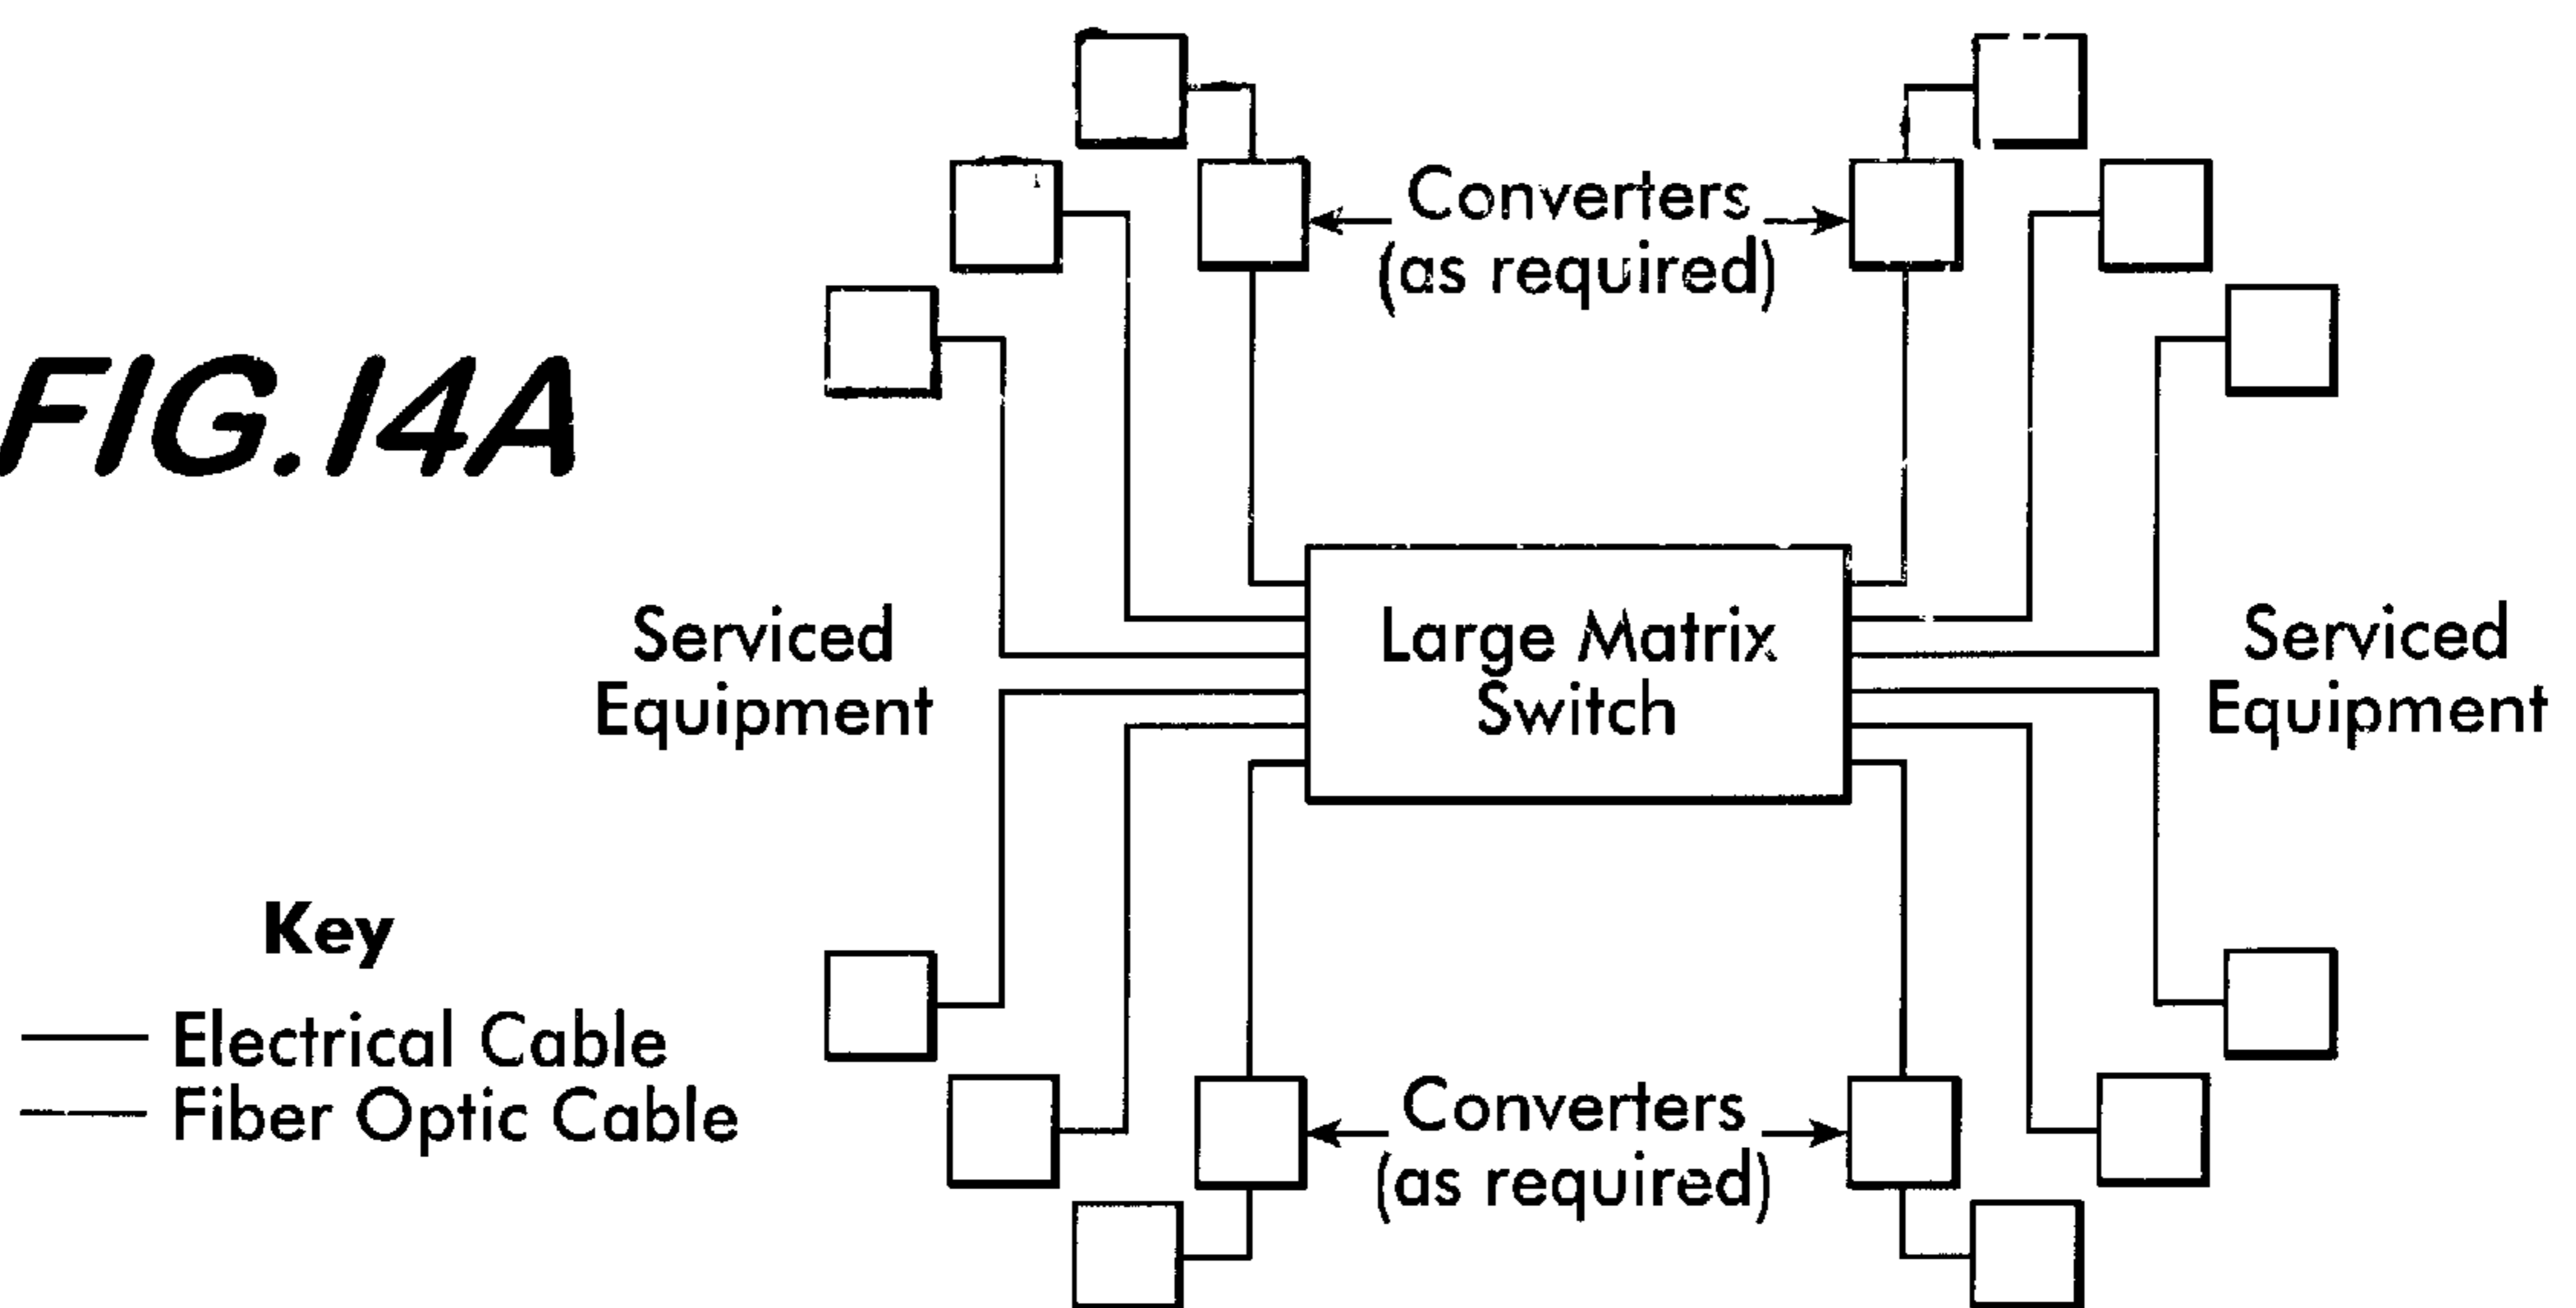 FIG. 14A
Converters
(as required)
Serviced
Equipment
Large Matrix
Switch
Serviced
Equipment
Key
Electrical Cable
Fiber Optic Cable
Converters
(as required)